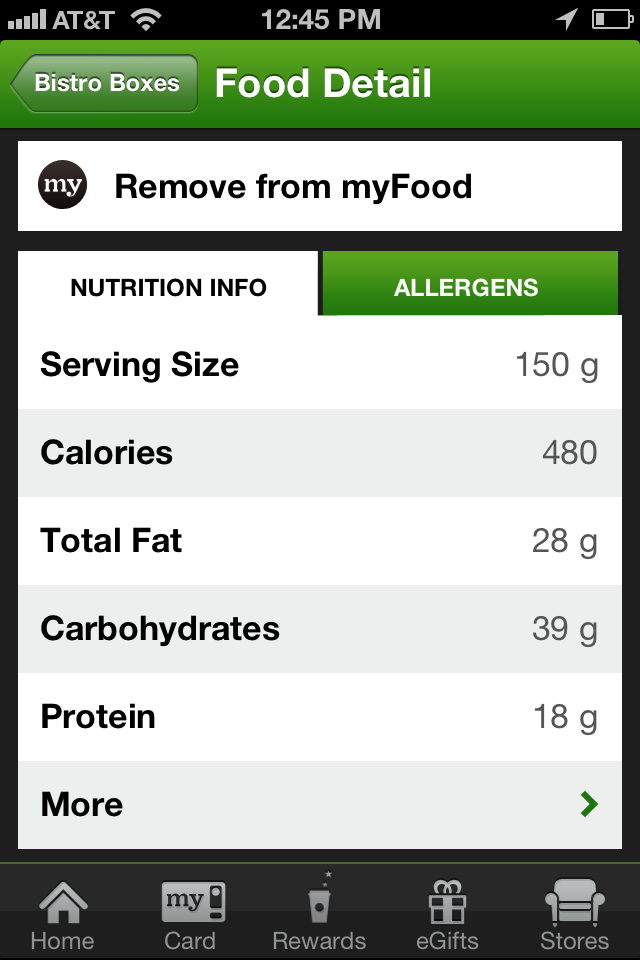 AT&T 12:45 PM
Bistro Boxes Food Detail
my Remove from myFood
NUTRITION INFO ALLERGENS
Serving Size 150 g
Calories 480
Total Fat 28 g
Carbohydrates 39 g
Protein 18 g
More
my
Home Card Rewards eGifts Stores